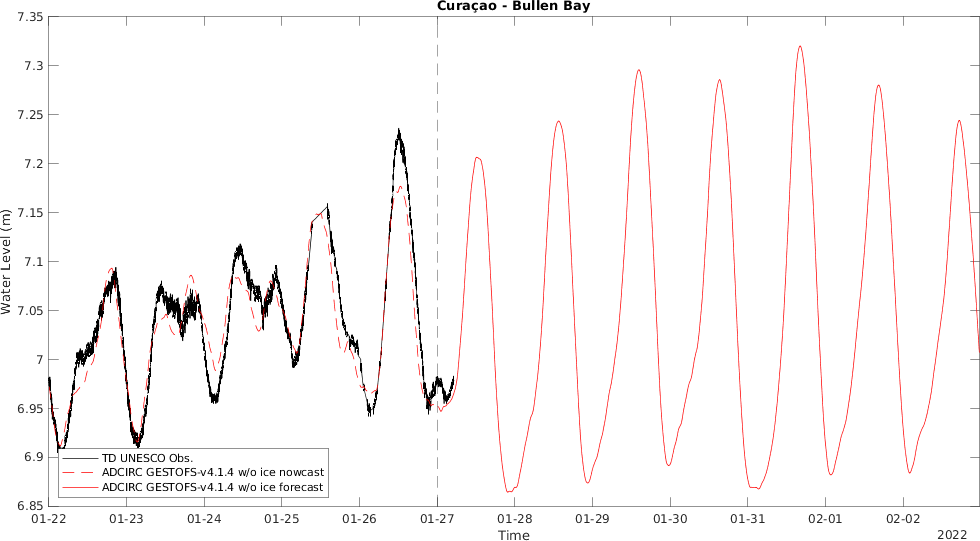 Curaçao - Bullen Bay
Water Level (m)
7.35
7.3
7.25
7.2
7.15
7.1
7.05
7
6.95
6.9
6.85
TD UNESCO Obs.
ADCIRC GESTOFS-v4.1.4 w/o ice nowcast
ADCIRC GESTOFS-v4.1.4 w/o ice forecast
01-22 01-23 01-24 01-25 01-26 01-27 01-28 01-29 01-30 01-31 02-01 02-02
Time
2022